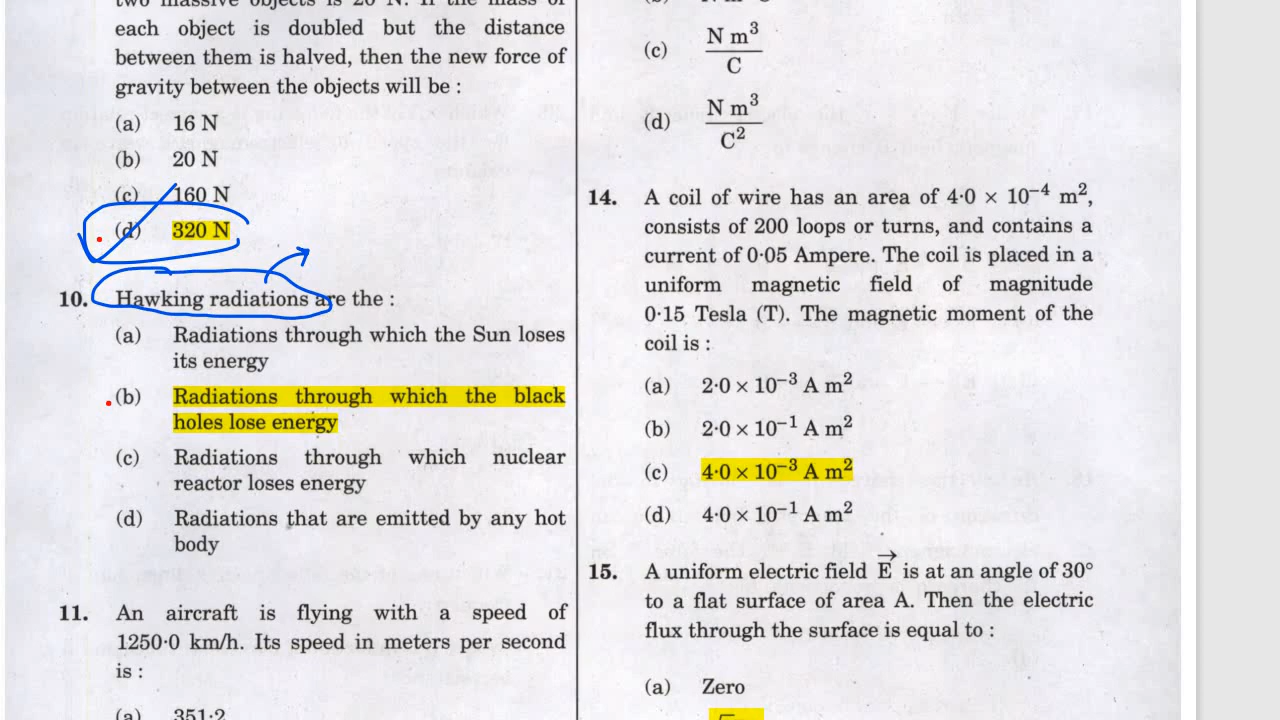 two massive objects is 20 N. If the mass of
each object is doubled but the distance
between them is halved, then the new force of
gravity between the objects will be :
(a) 16 N
(b) 20 N
(c) 160 N
(d) 320 N
10. Hawking radiations are the :
(a) Radiations through which the Sun loses
its energy
(b) Radiations through which the black
holes lose energy
(c) Radiations through which nuclear
reactor loses energy
(d) Radiations that are emitted by any hot
body
11. An aircraft is flying with a speed of
1250·0 km/h. Its speed in meters per second
is :
(a) 351·2
(c) N m³ / C
(d) N m³ / C²
14. A coil of wire has an area of 4·0 × 10⁻⁴ m²,
consists of 200 loops or turns, and contains a
current of 0·05 Ampere. The coil is placed in a
uniform magnetic field of magnitude
0·15 Tesla (T). The magnetic moment of the
coil is :
(a) 2·0 × 10⁻³ A m²
(b) 2·0 × 10⁻¹ A m²
(c) 4·0 × 10⁻³ A m²
(d) 4·0 × 10⁻¹ A m²
15. A uniform electric field E⃗ is at an angle of 30°
to a flat surface of area A. Then the electric
flux through the surface is equal to :
(a) Zero